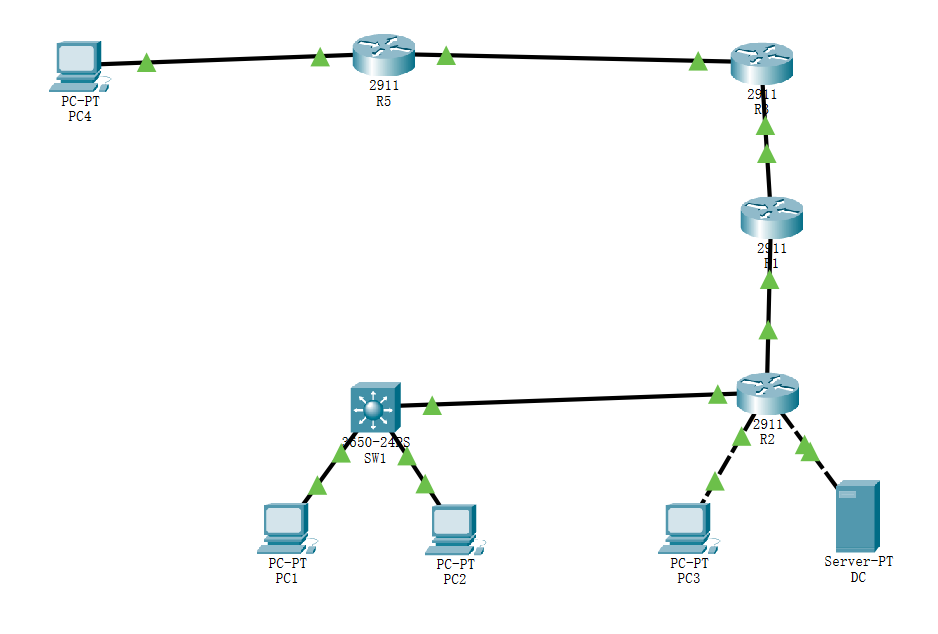 PC-PT
PC4
2911
R5
2911
2911
R1
3650-24PS
SW1
2911
R2
PC-PT
PC1
PC-PT
PC2
PC-PT
PC3
Server-PT
DC